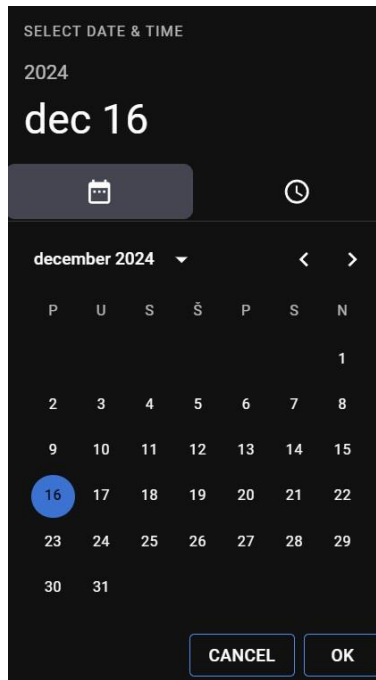 SELECT DATE & TIME
2024
dec 16
december 2024
P U S Š P S N
1
2 3 4 5 6 7 8
9 10 11 12 13 14 15
16 17 18 19 20 21 22
23 24 25 26 27 28 29
30 31
CANCEL OK